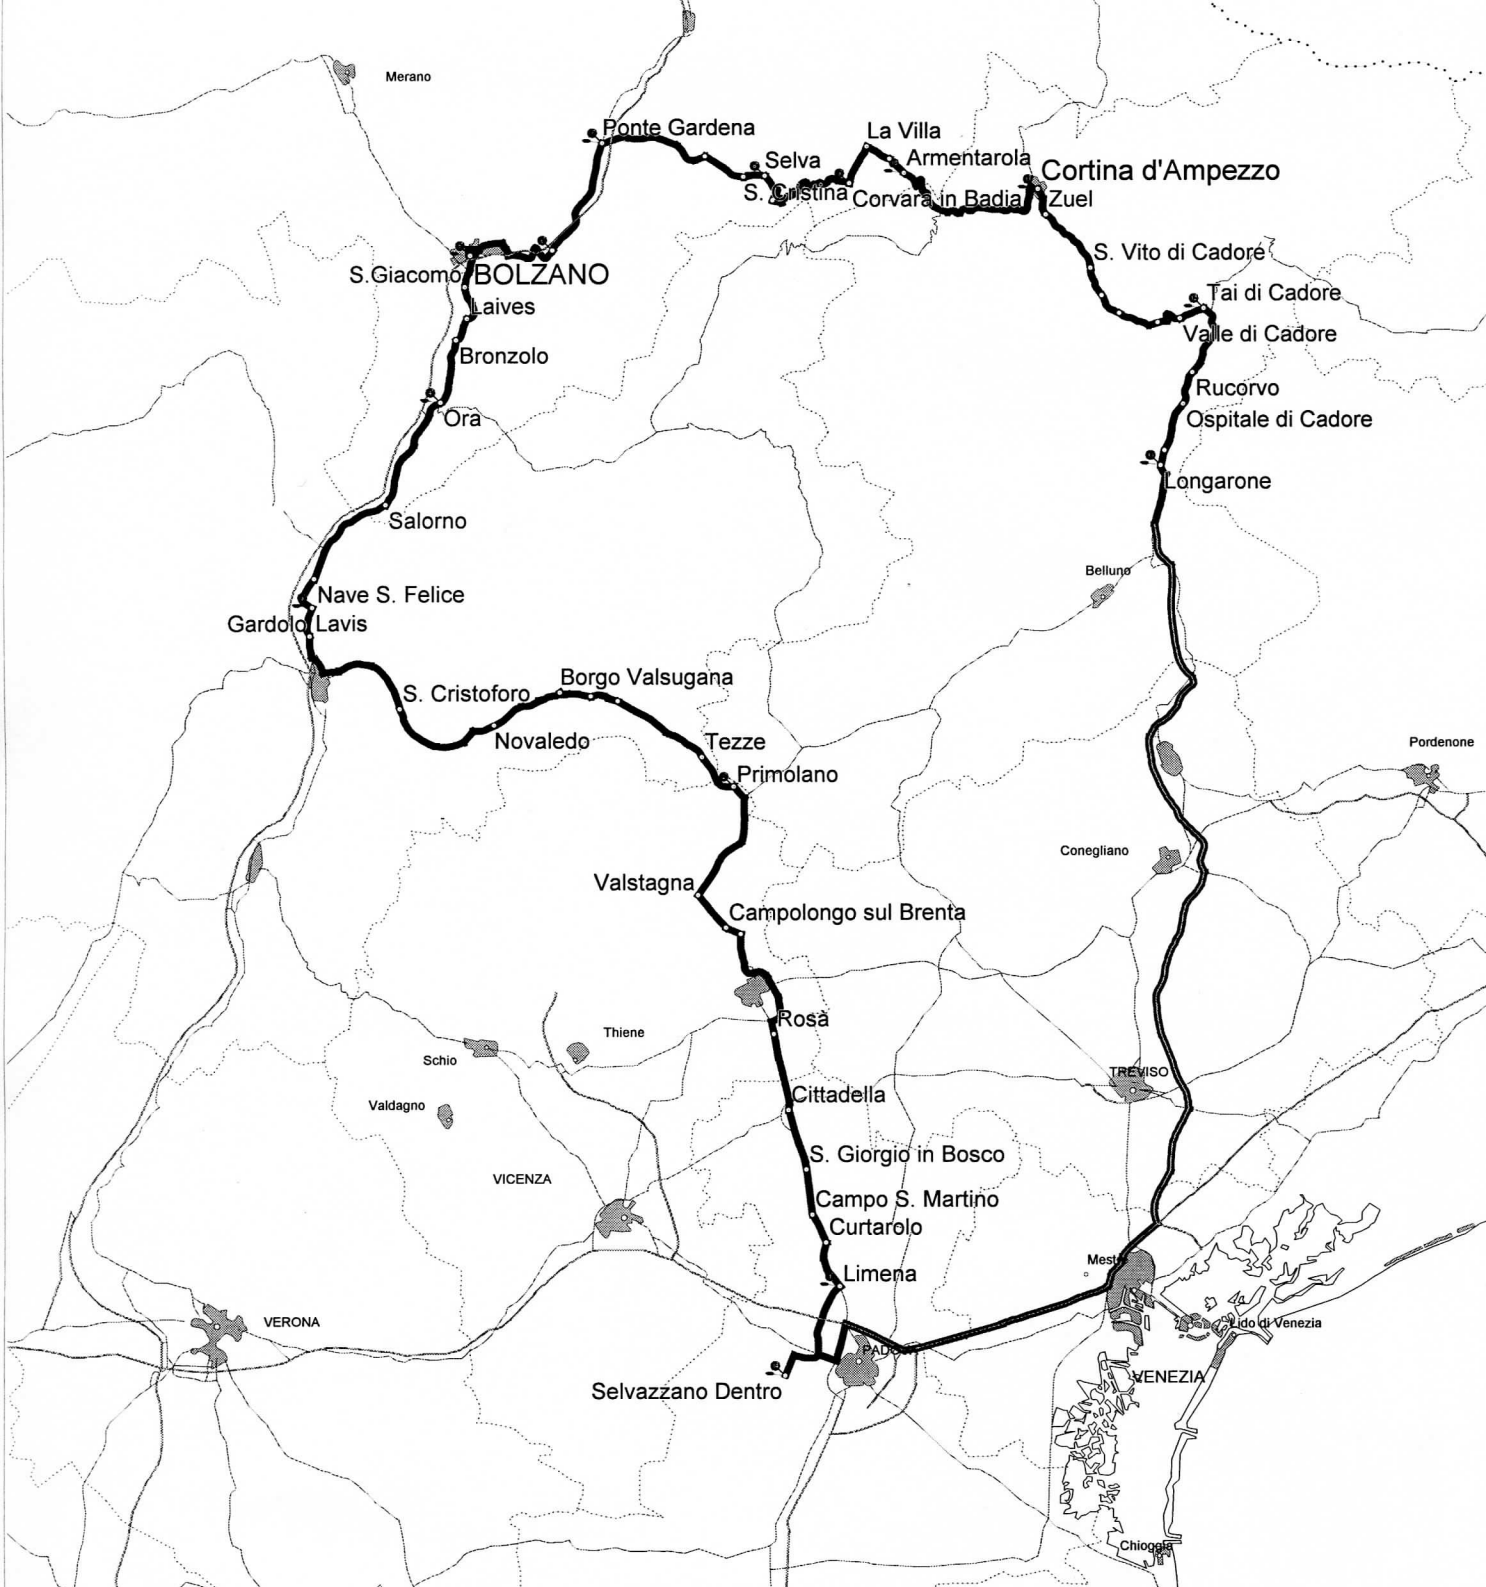 Merano
Ponte Gardena
La Villa
Selva
Armentarola
Cortina d'Ampezzo
S. Cristina
Corvara in Badia
Zuel
S. Vito di Cadore
S.Giacomo
BOLZANO
Tai di Cadore
Laives
Valle di Cadore
Bronzolo
Rucorvo
Ora
Ospitale di Cadore
Longarone
Salorno
Belluno
Nave S. Felice
Gardolo
Lavis
Borgo Valsugana
S. Cristoforo
Novaledo
Tezze
Pordenone
Primolano
Conegliano
Valstagna
Campolongo sul Brenta
Rosà
Thiene
Schio
TREVISO
Cittadella
Valdagno
S. Giorgio in Bosco
VICENZA
Campo S. Martino
Curtarolo
Mestre
Limena
VERONA
Lido di Venezia
PADOVA
VENEZIA
Selvazzano Dentro
Chioggia